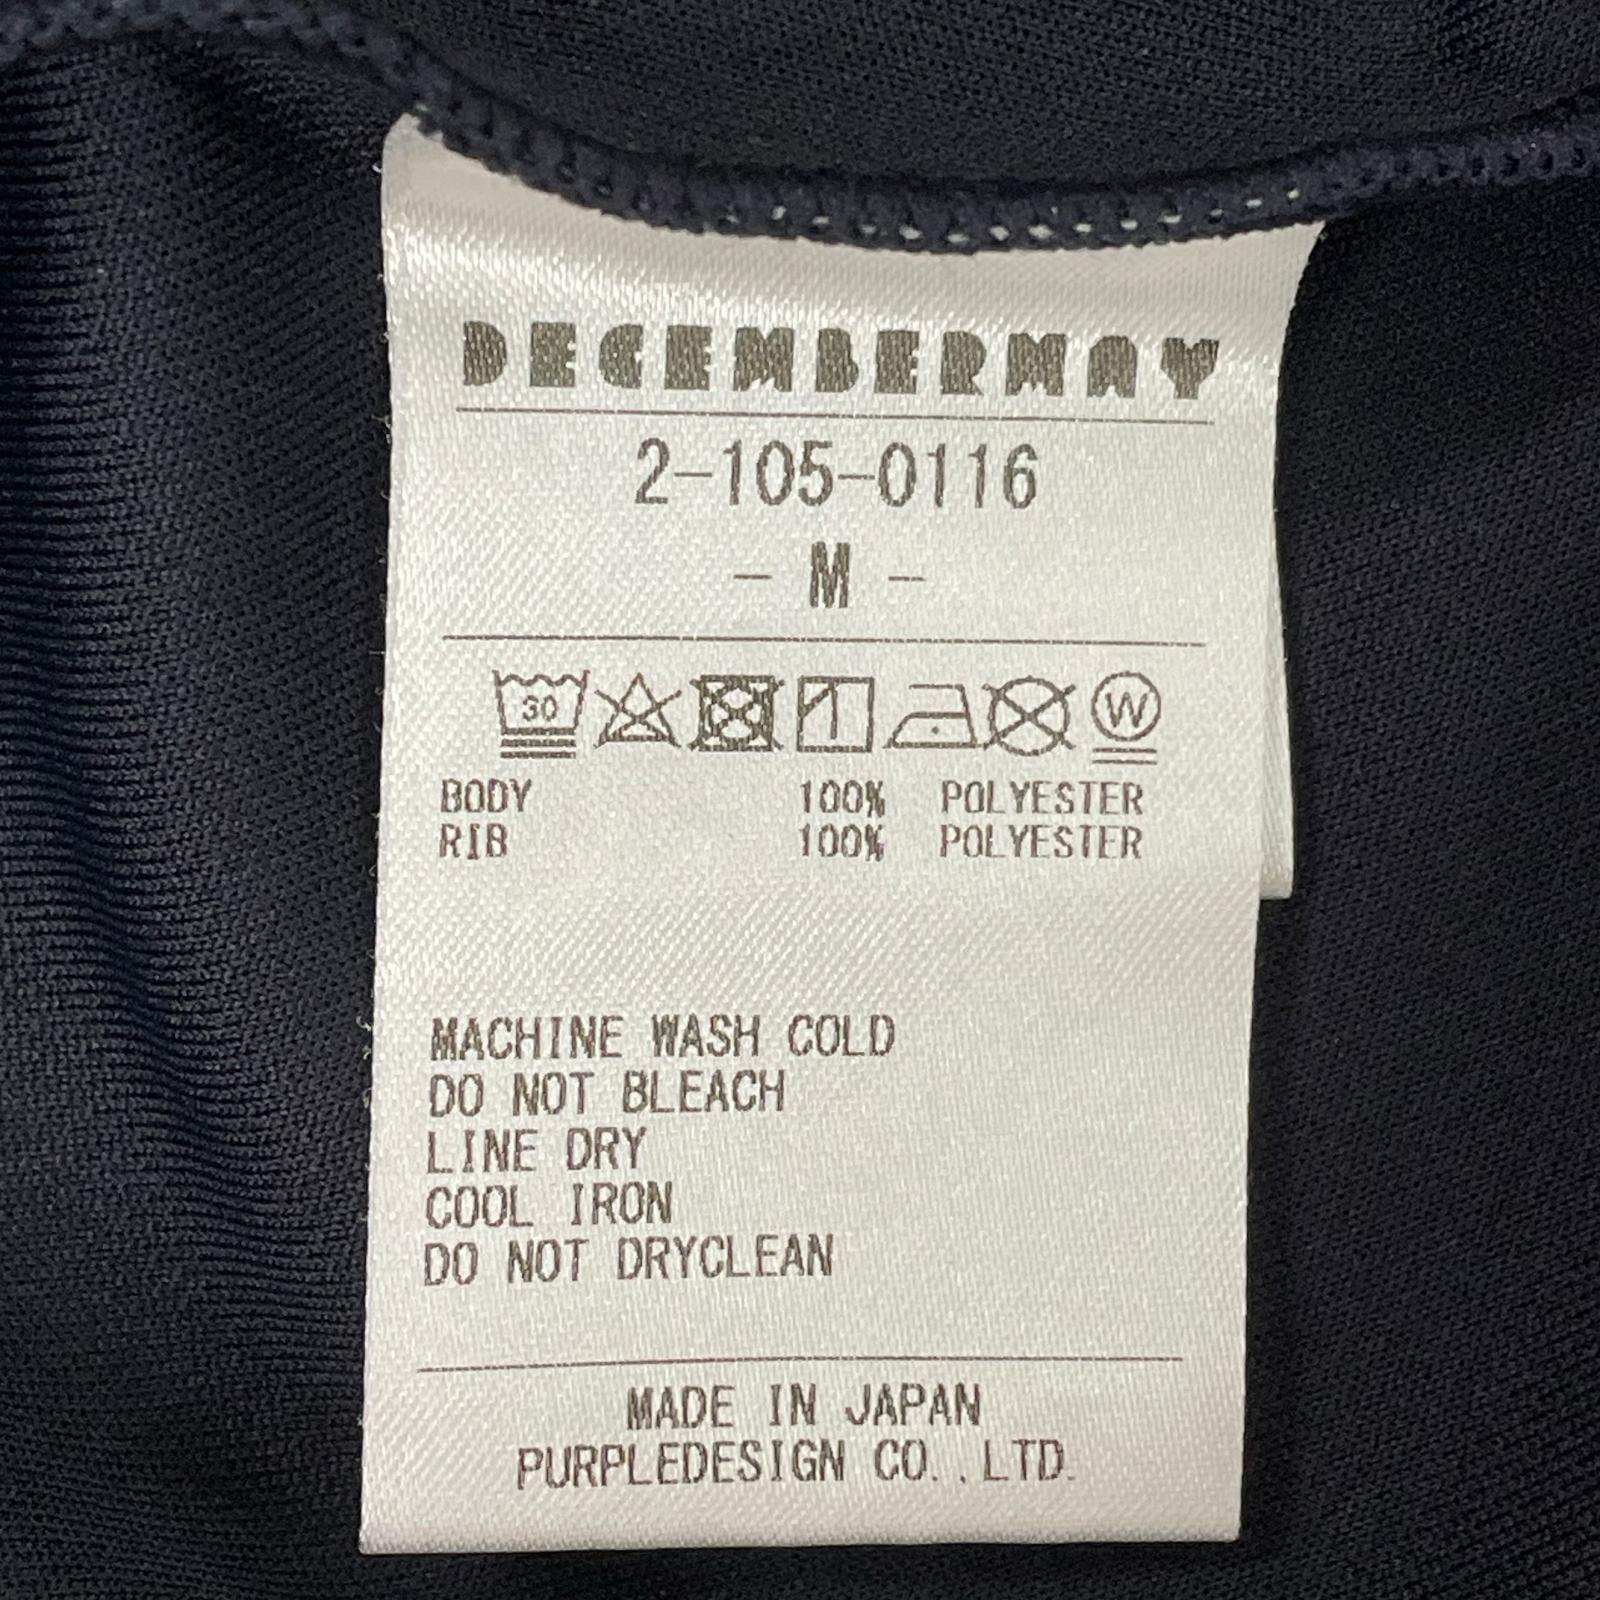 DECEMBERMAY
2-105-0116
- M -
30 W
BODY 100% POLYESTER
RIB 100% POLYESTER
MACHINE WASH COLD
DO NOT BLEACH
LINE DRY
COOL IRON
DO NOT DRYCLEAN
MADE IN JAPAN
PURPLEDESIGN CO.,LTD.